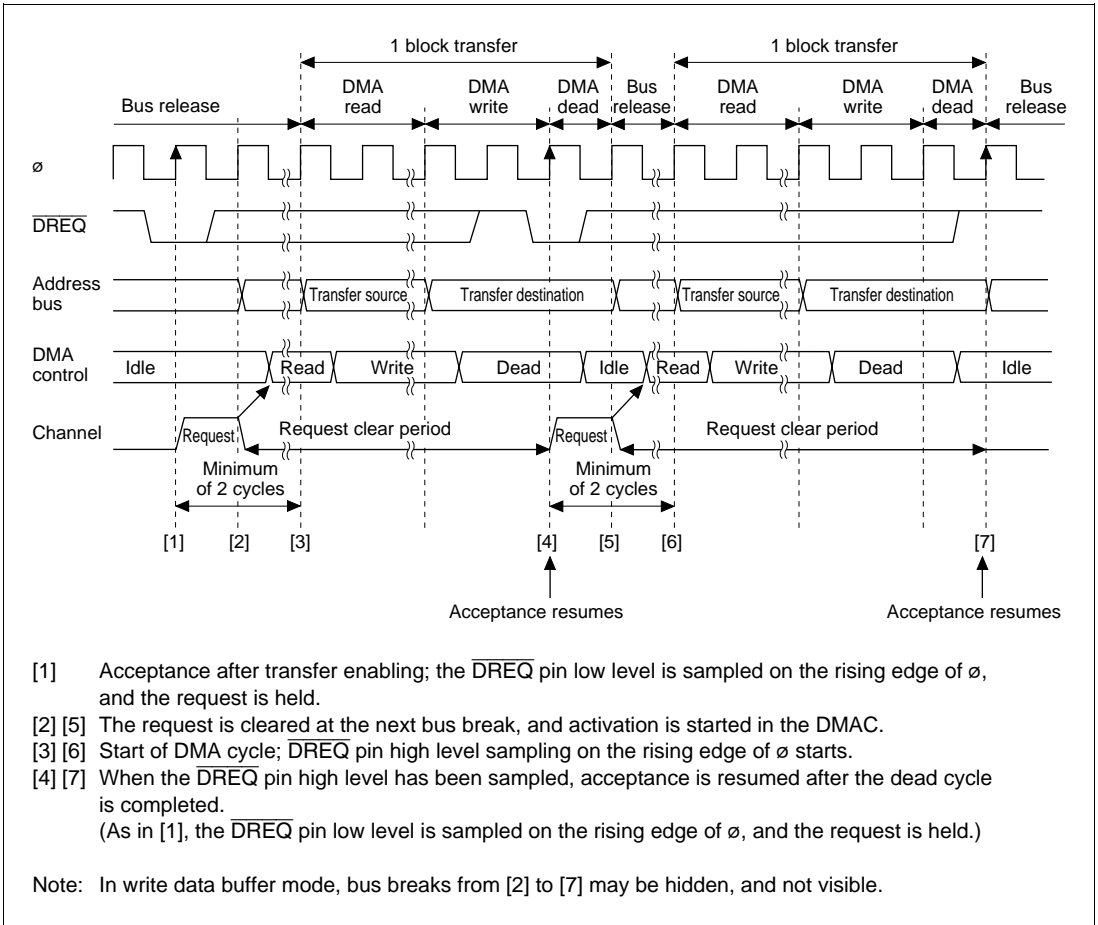 1 block transfer 1 block transfer
Bus release DMA read DMA write DMA dead Bus release DMA read DMA write DMA dead Bus release
ø
DREQ
Address bus Transfer source Transfer destination Transfer source Transfer destination
DMA control Idle Read Write Dead Idle Read Write Dead Idle
Channel Request Request clear period Request Request clear period
Minimum of 2 cycles Minimum of 2 cycles
[1] [2] [3] [4] [5] [6] [7]
Acceptance resumes Acceptance resumes
[1] Acceptance after transfer enabling; the DREQ pin low level is sampled on the rising edge of ø,
and the request is held.
[2] [5] The request is cleared at the next bus break, and activation is started in the DMAC.
[3] [6] Start of DMA cycle; DREQ pin high level sampling on the rising edge of ø starts.
[4] [7] When the DREQ pin high level has been sampled, acceptance is resumed after the dead cycle
is completed.
(As in [1], the DREQ pin low level is sampled on the rising edge of ø, and the request is held.)
Note: In write data buffer mode, bus breaks from [2] to [7] may be hidden, and not visible.